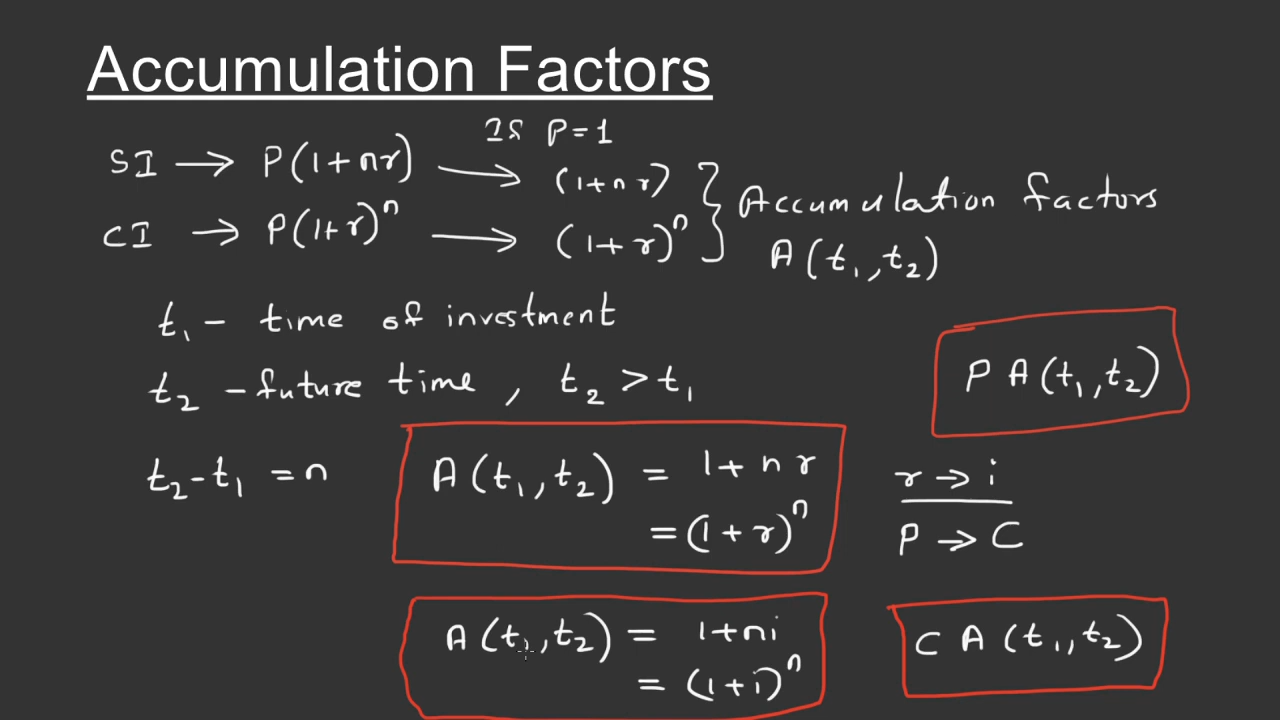 Accumulation Factors
If P=1
SI → P(1+nr) → (1+nr)
CI → P(1+r)^n → (1+r)^n } Accumulation factors
A(t₁,t₂)
t₁ – time of investment
t₂ – future time, t₂ > t₁
P A(t₁,t₂)
t₂-t₁ = n
A(t₁,t₂) = 1+nr
= (1+r)^n
r → i
P → C
A(t₁,t₂) = 1+ni
= (1+i)^n
C A(t₁,t₂)